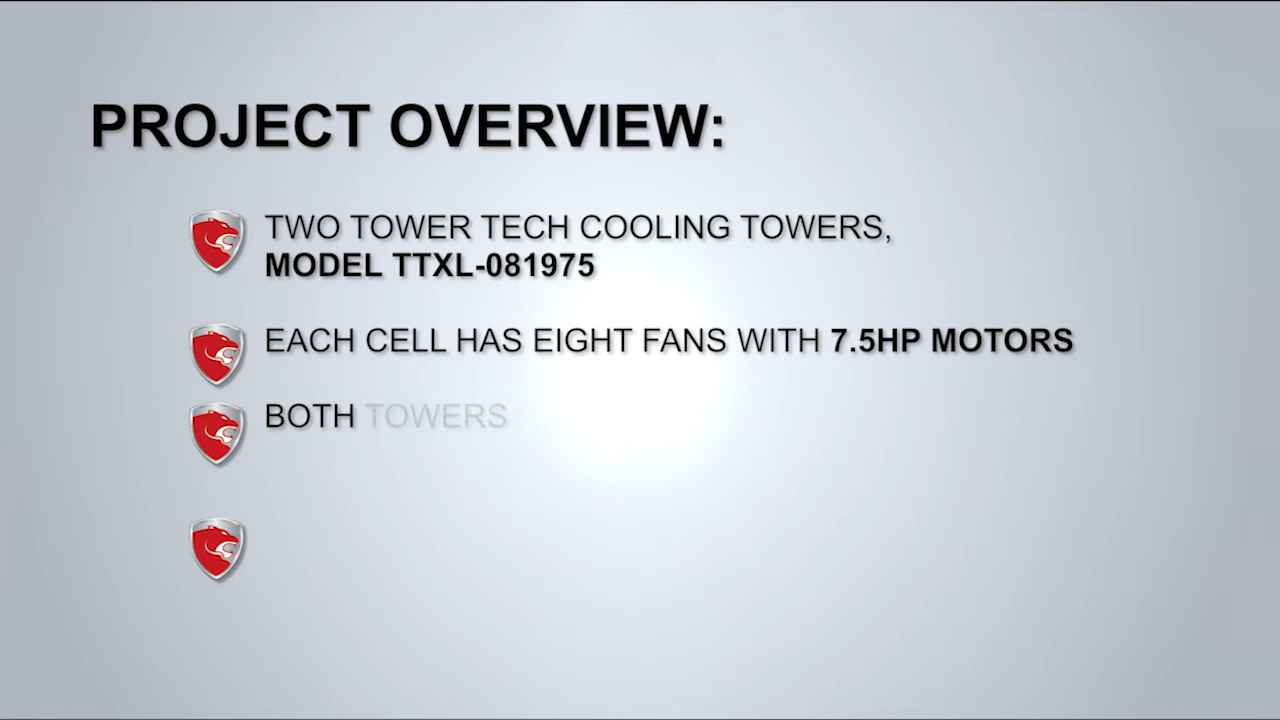 PROJECT OVERVIEW:
TWO TOWER TECH COOLING TOWERS,
MODEL TTXL-081975
EACH CELL HAS EIGHT FANS WITH 7.5HP MOTORS
BOTH TOWERS